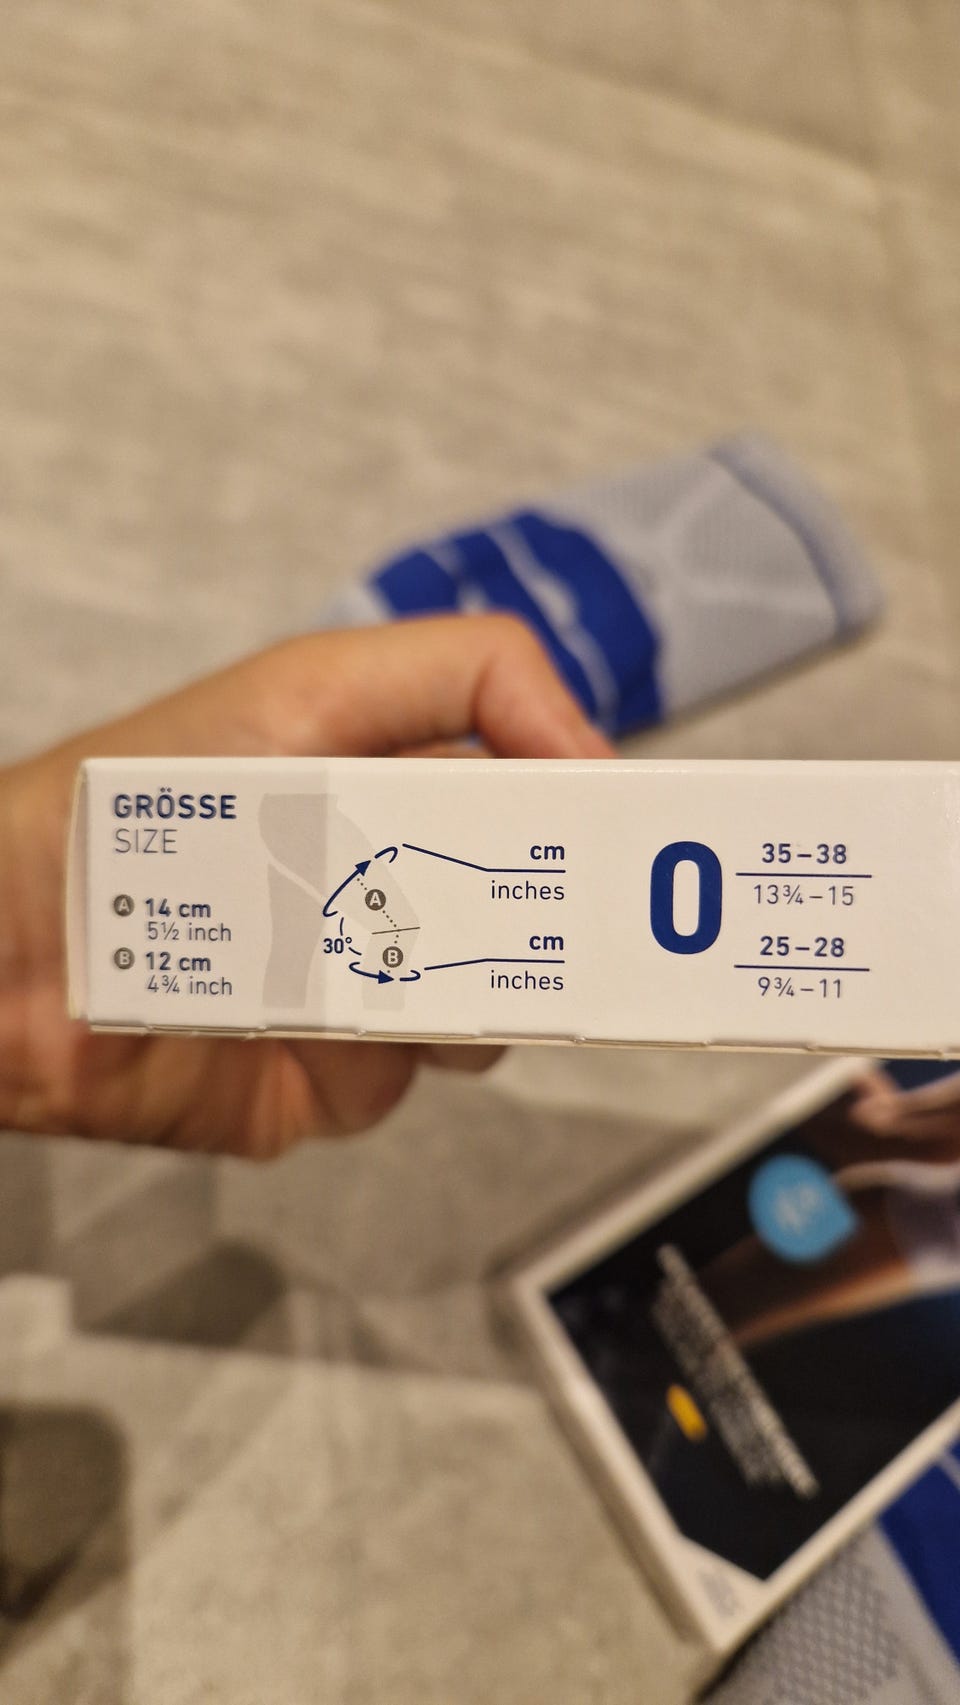 GRÖSSE
SIZE
A 14 cm
5½ inch
B 12 cm
4¾ inch
A
30°
B
cm
inches
cm
inches
0
35–38
13¾–15
25–28
9¾–11